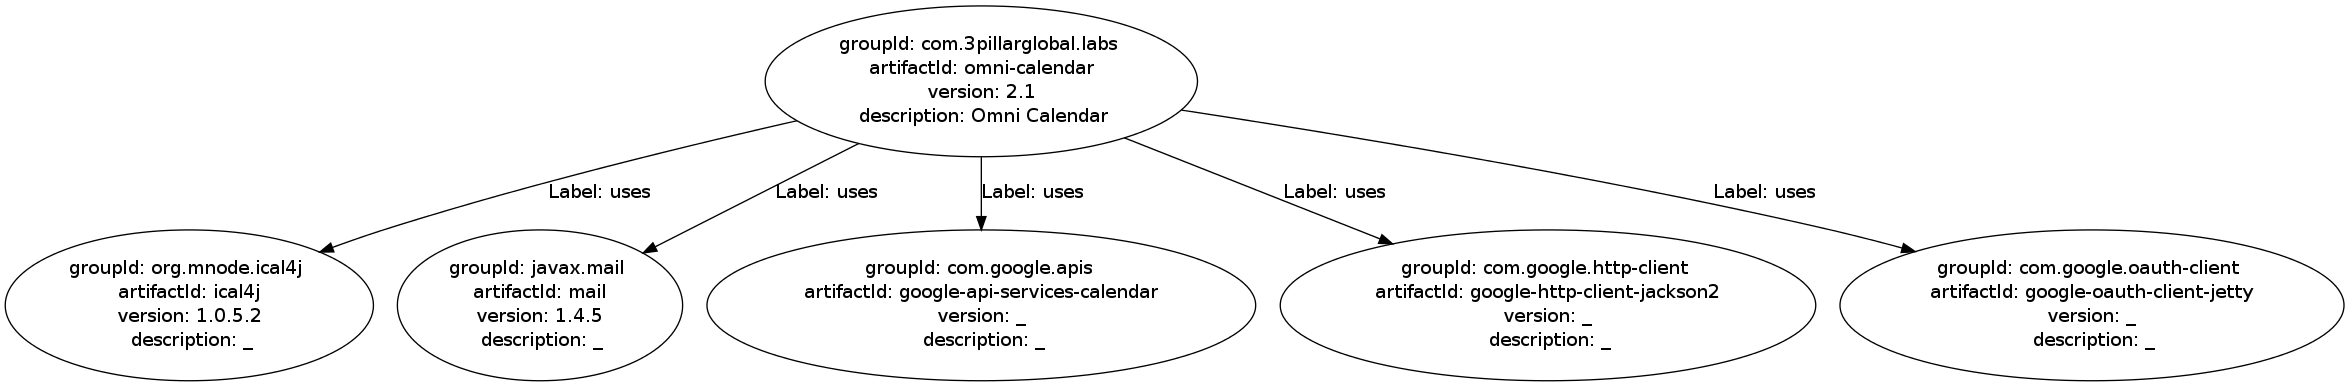 groupId: com.3pillarglobal.labs
artifactId: omni-calendar
version: 2.1
description: Omni Calendar
Label: uses
Label: uses
Label: uses
Label: uses
Label: uses
groupId: org.mnode.ical4j
artifactId: ical4j
version: 1.0.5.2
description: _
groupId: javax.mail
artifactId: mail
version: 1.4.5
description: _
groupId: com.google.apis
artifactId: google-api-services-calendar
version: _
description: _
groupId: com.google.http-client
artifactId: google-http-client-jackson2
version: _
description: _
groupId: com.google.oauth-client
artifactId: google-oauth-client-jetty
version: _
description: _